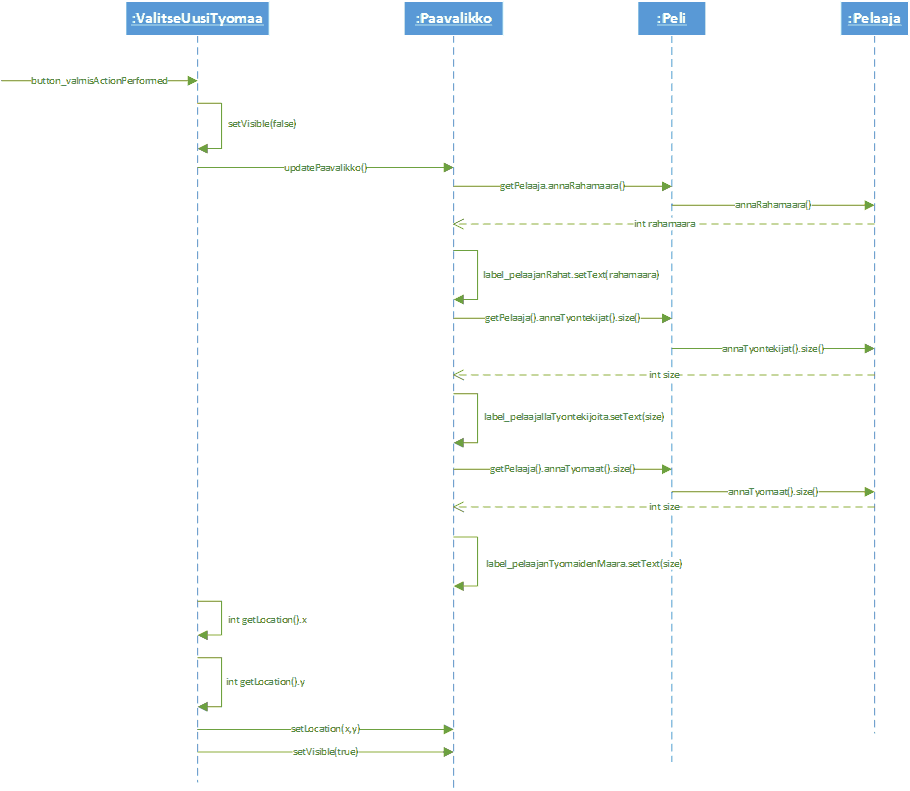 :ValitseUusiTyomaa
:Paavalikko
:Peli
:Pelaaja
button_valmisActionPerformed
setVisible(false)
updatePaavalikko()
getPelaaja.annaRahamaara()
annaRahamaara()
int rahamaara
label_pelaajanRahat.setText(rahamaara)
getPelaaja().annaTyontekijat().size()
annaTyontekijat().size()
int size
label_pelaajallaTyontekijoita.setText(size)
getPelaaja().annaTyomaat().size()
annaTyomaat().size()
int size
label_pelaajanTyomaidenMaara.setText(size)
int getLocation().x
int getLocation().y
setLocation(x,y)
setVisible(true)